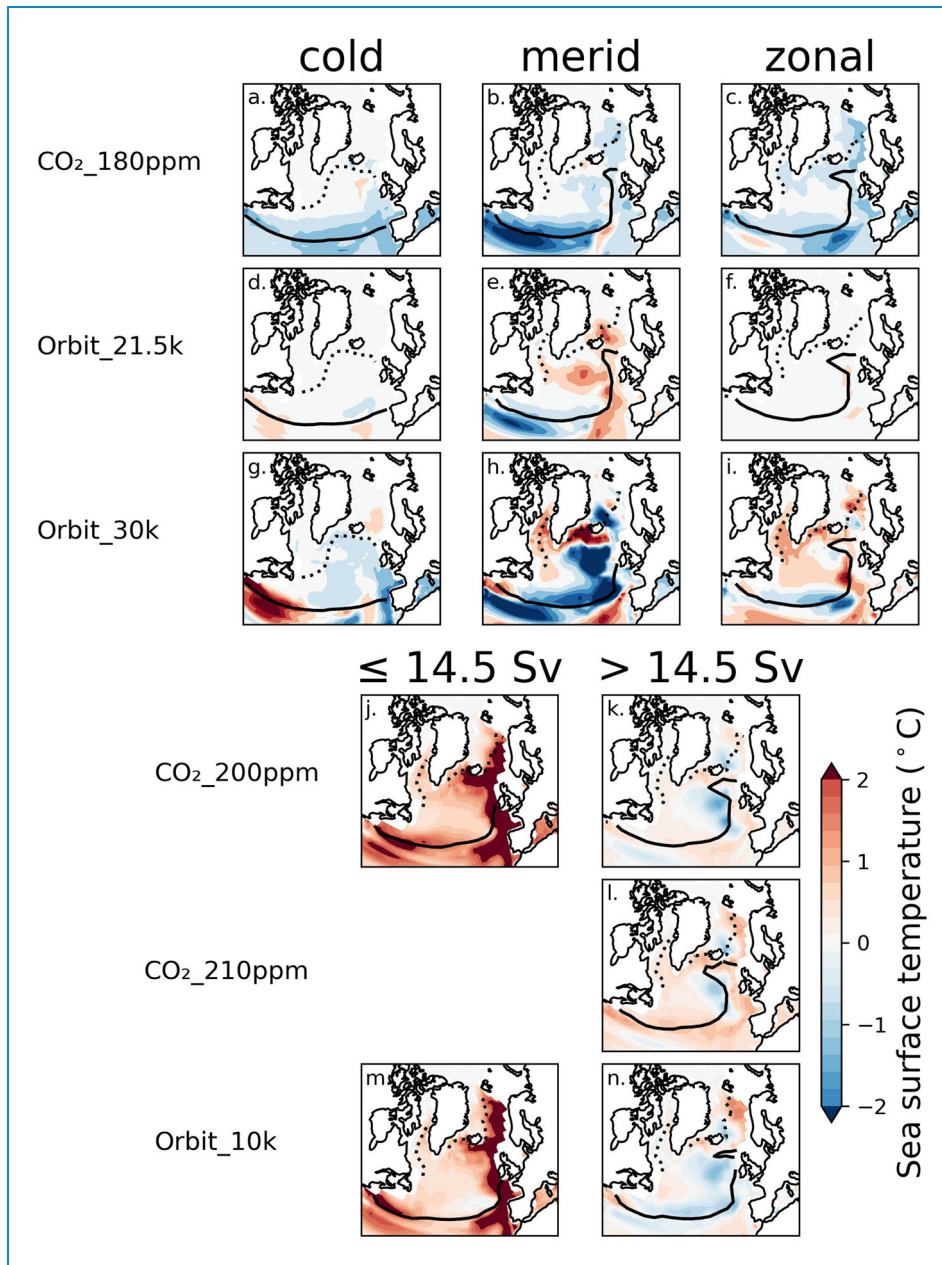 cold merid zonal
CO₂_180ppm a. b. c.
Orbit_21.5k d. e. f.
Orbit_30k g. h. i.
≤ 14.5 Sv > 14.5 Sv
CO₂_200ppm j. k.
CO₂_210ppm l.
Orbit_10k m. n.
2
1
0
−1
−2
Sea surface temperature (°C)